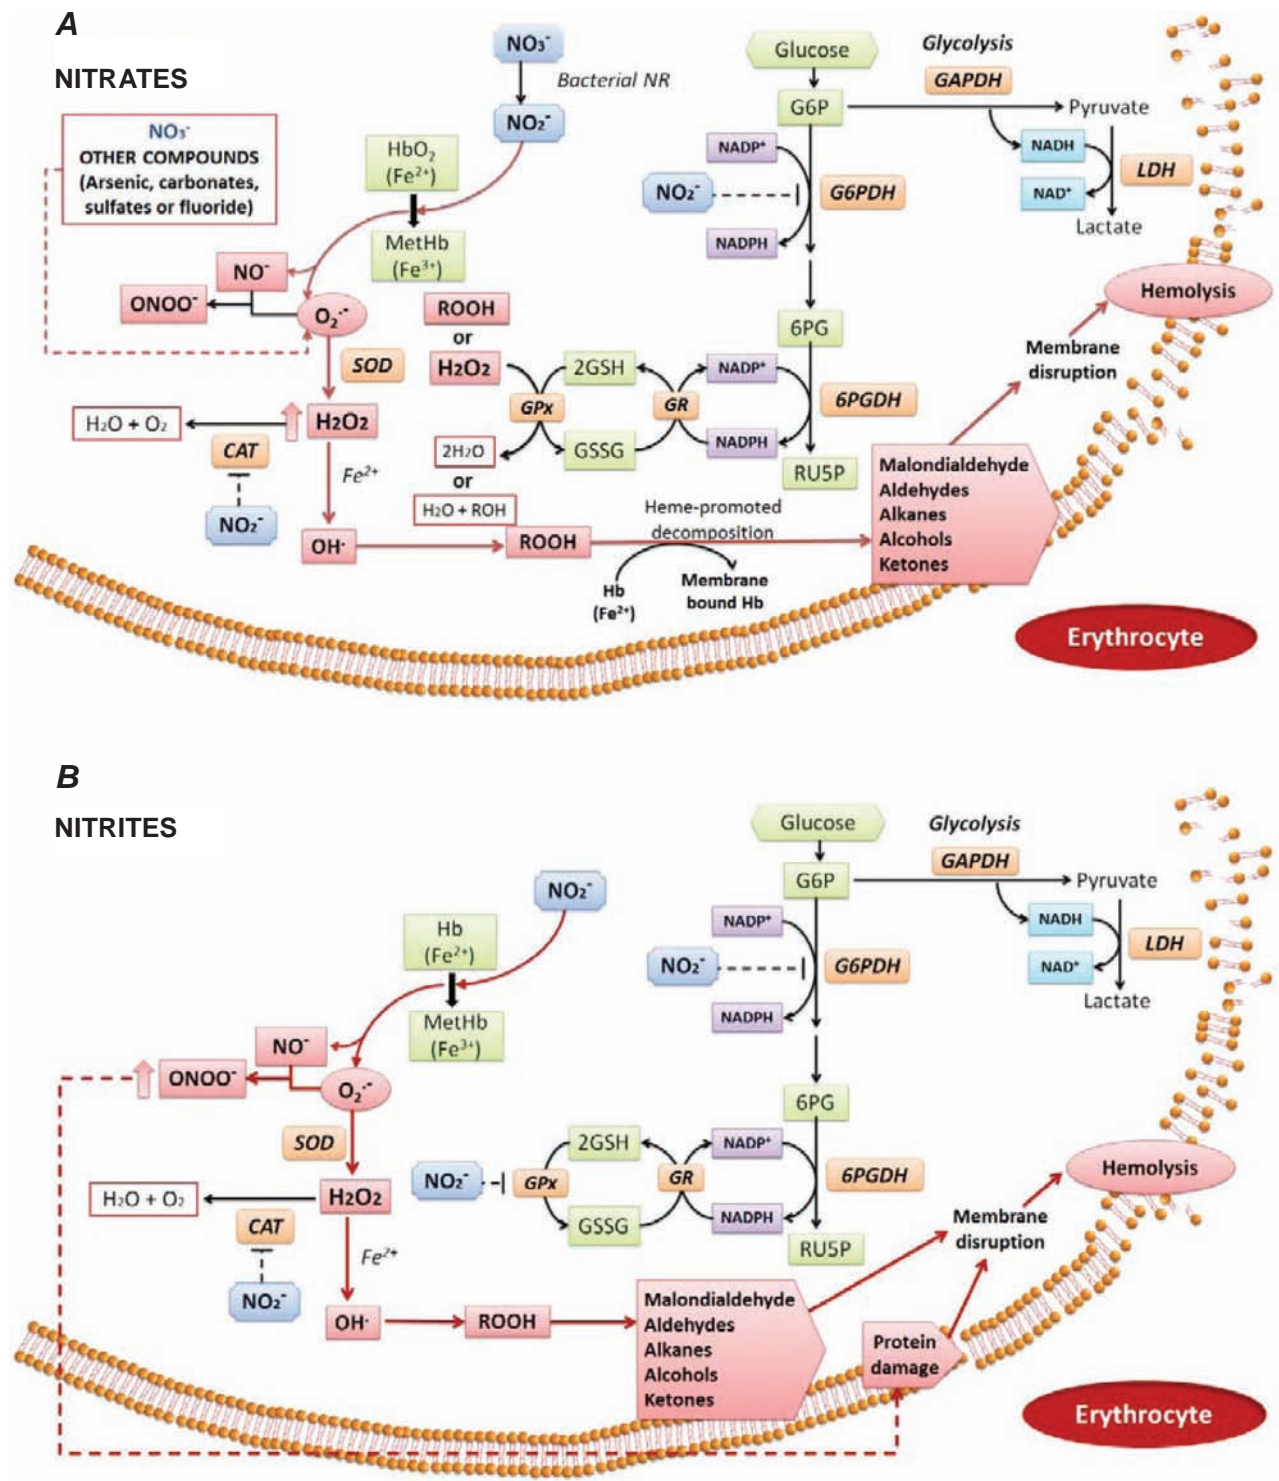 A
NITRATES
NO₃⁻
Bacterial NR
NO₂⁻
NO₃⁻
OTHER COMPOUNDS
(Arsenic, carbonates,
sulfates or fluoride)
HbO₂
(Fe²⁺)
MetHb
(Fe³⁺)
NO⁻
ONOO⁻
O₂·⁻
SOD
H₂O + O₂
H₂O₂
CAT
NO₂⁻
Fe²⁺
OH·
ROOH
or
H₂O₂
GPx
2GSH
GSSG
GR
2H₂O
or
H₂O + ROH
ROOH
Glucose
G6P
NADP⁺
NO₂⁻
G6PDH
NADPH
6PG
NADP⁺
6PGDH
NADPH
RU5P
Glycolysis
GAPDH
Pyruvate
NADH
LDH
NAD⁺
Lactate
Heme-promoted
decomposition
Hb
(Fe²⁺)
Membrane
bound Hb
Malondialdehyde
Aldehydes
Alkanes
Alcohols
Ketones
Membrane
disruption
Hemolysis
Erythrocyte
B
NITRITES
NO₂⁻
Hb
(Fe²⁺)
MetHb
(Fe³⁺)
NO⁻
ONOO⁻
O₂·⁻
SOD
H₂O + O₂
H₂O₂
CAT
NO₂⁻
Fe²⁺
OH·
ROOH
NO₂⁻
GPx
2GSH
GSSG
GR
Glucose
G6P
NADP⁺
NO₂⁻
G6PDH
NADPH
6PG
NADP⁺
6PGDH
NADPH
RU5P
Glycolysis
GAPDH
Pyruvate
NADH
LDH
NAD⁺
Lactate
Malondialdehyde
Aldehydes
Alkanes
Alcohols
Ketones
Protein
damage
Membrane
disruption
Hemolysis
Erythrocyte